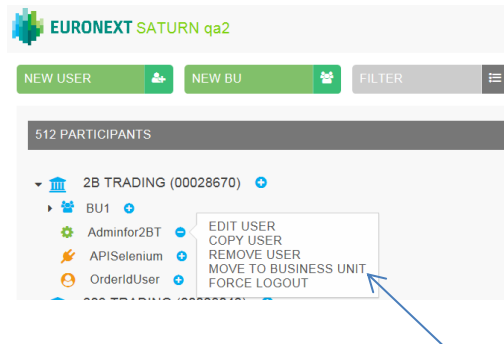 EURONEXT SATURN qa2
NEW USER NEW BU FILTER
512 PARTICIPANTS
2B TRADING (00028670)
BU1
Adminfor2BT
EDIT USER
COPY USER
REMOVE USER
MOVE TO BUSINESS UNIT
FORCE LOGOUT
APISelenium
OrderIdUser
TRADING